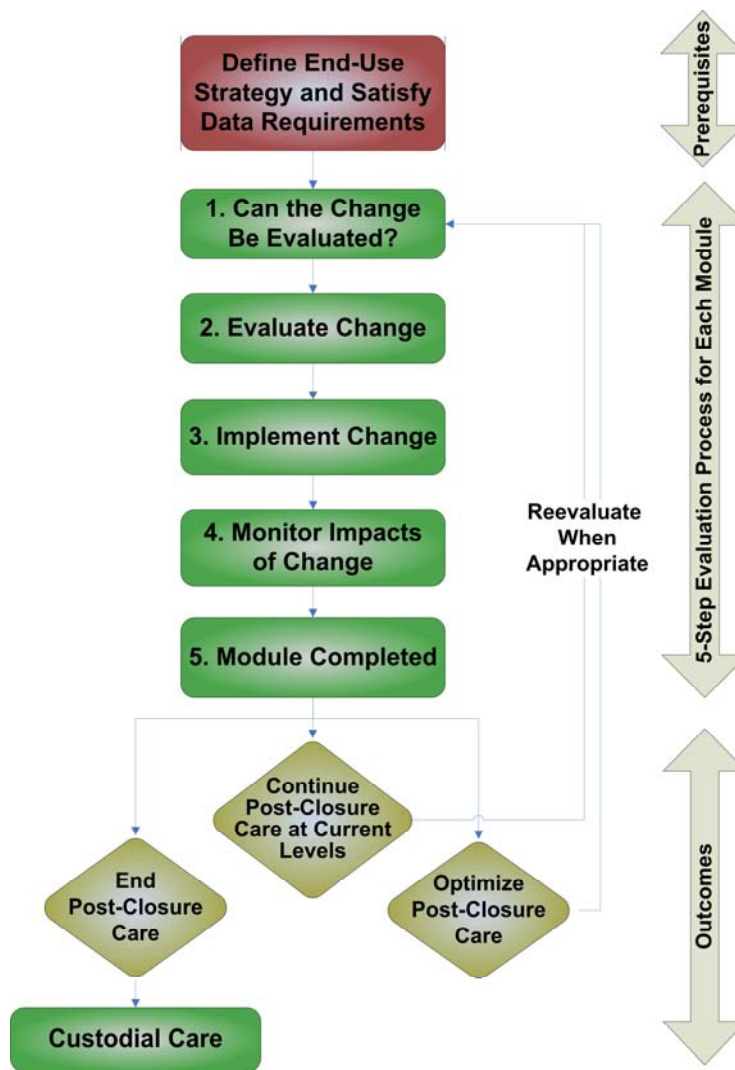 Define End-Use
Strategy and Satisfy
Data Requirements
1. Can the Change
Be Evaluated?
2. Evaluate Change
3. Implement Change
4. Monitor Impacts
of Change
5. Module Completed
Continue
Post-Closure
Care at Current
Levels
End
Post-Closure
Care
Optimize
Post-Closure
Care
Custodial Care
Reevaluate
When
Appropriate
Prerequisites
5-Step Evaluation Process for Each Module
Outcomes